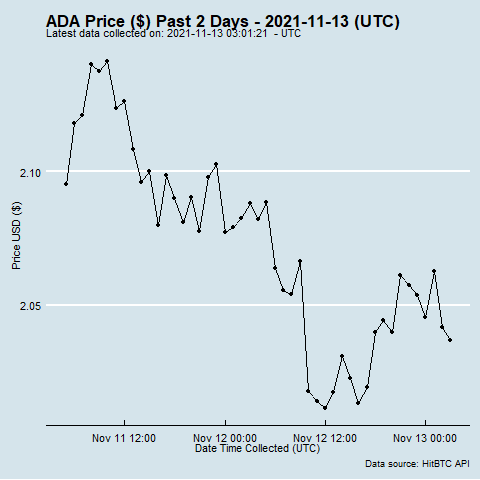 ADA Price ($) Past 2 Days - 2021-11-13 (UTC)
Latest data collected on: 2021-11-13 03:01:21  - UTC
Price USD ($)
2.10
2.05
Nov 11 12:00
Nov 12 00:00
Nov 12 12:00
Nov 13 00:00
Date Time Collected (UTC)
Data source: HitBTC API